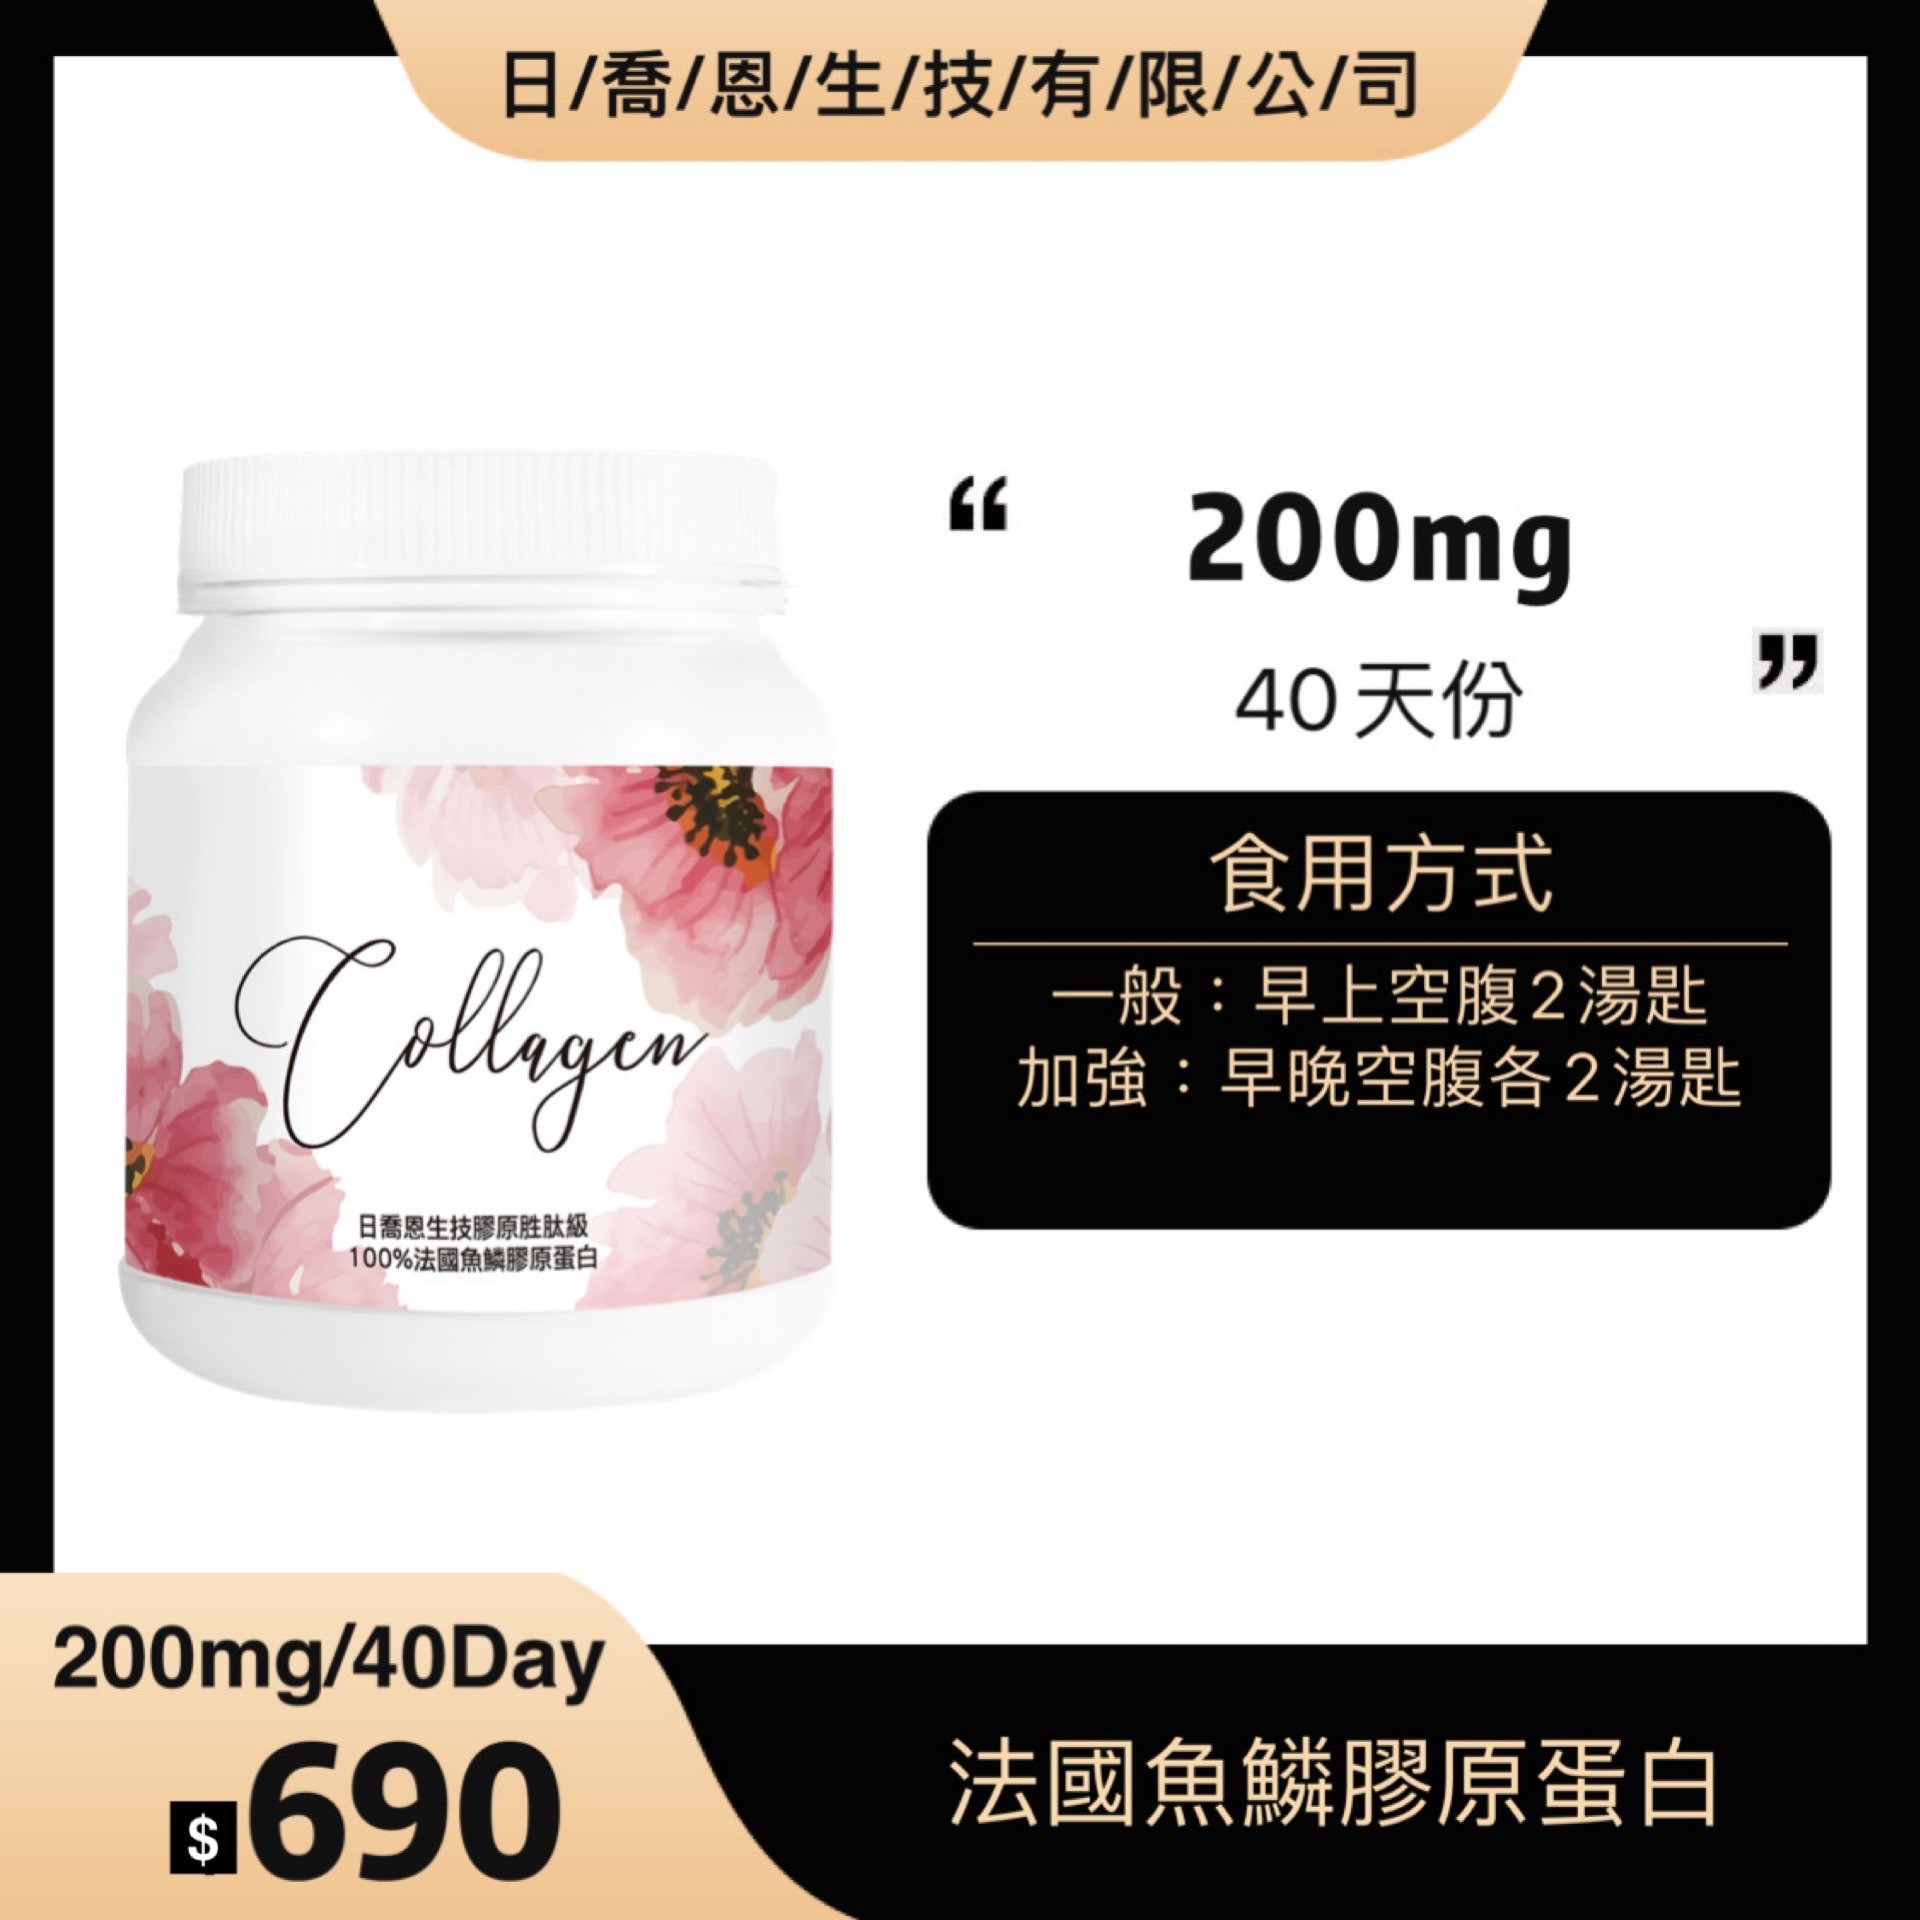 日/喬/恩/生/技/有/限/公/司
“
200mg
40天份
”
食用方式
一般：早上空腹2湯匙
加強：早晚空腹各2湯匙
Collagen
日喬恩生技膠原胜肽級
100%法國魚鱗膠原蛋白
200mg/40Day
$690
法國魚鱗膠原蛋白